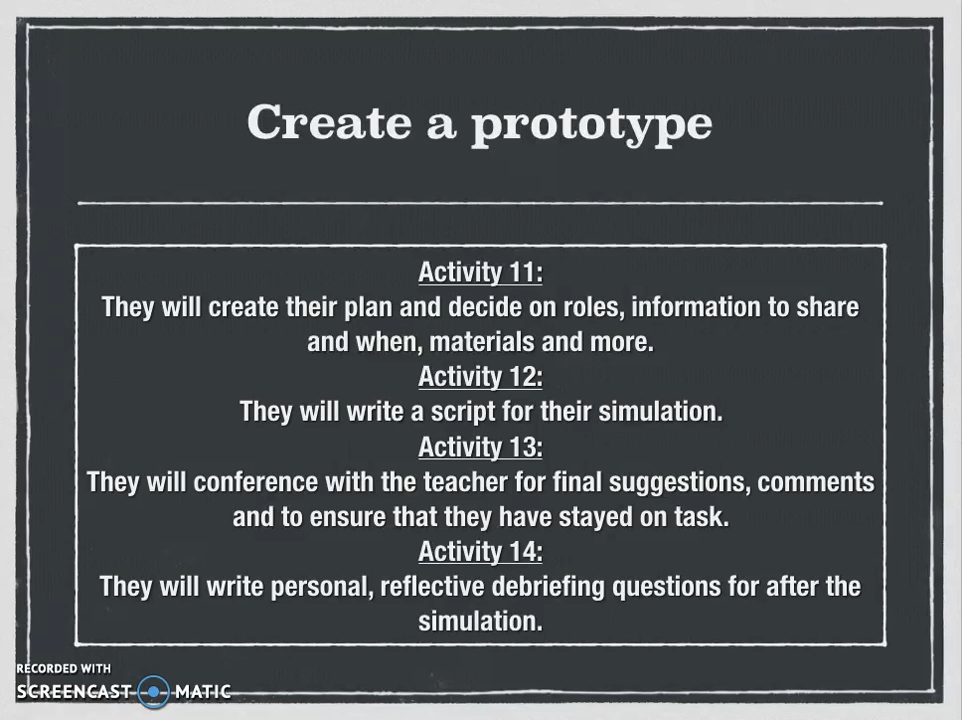 Create a prototype
Activity 11:
They will create their plan and decide on roles, information to share
and when, materials and more.
Activity 12:
They will write a script for their simulation.
Activity 13:
They will conference with the teacher for final suggestions, comments
and to ensure that they have stayed on task.
Activity 14:
They will write personal, reflective debriefing questions for after the
simulation.
RECORDED WITH
SCREENCAST MATIC